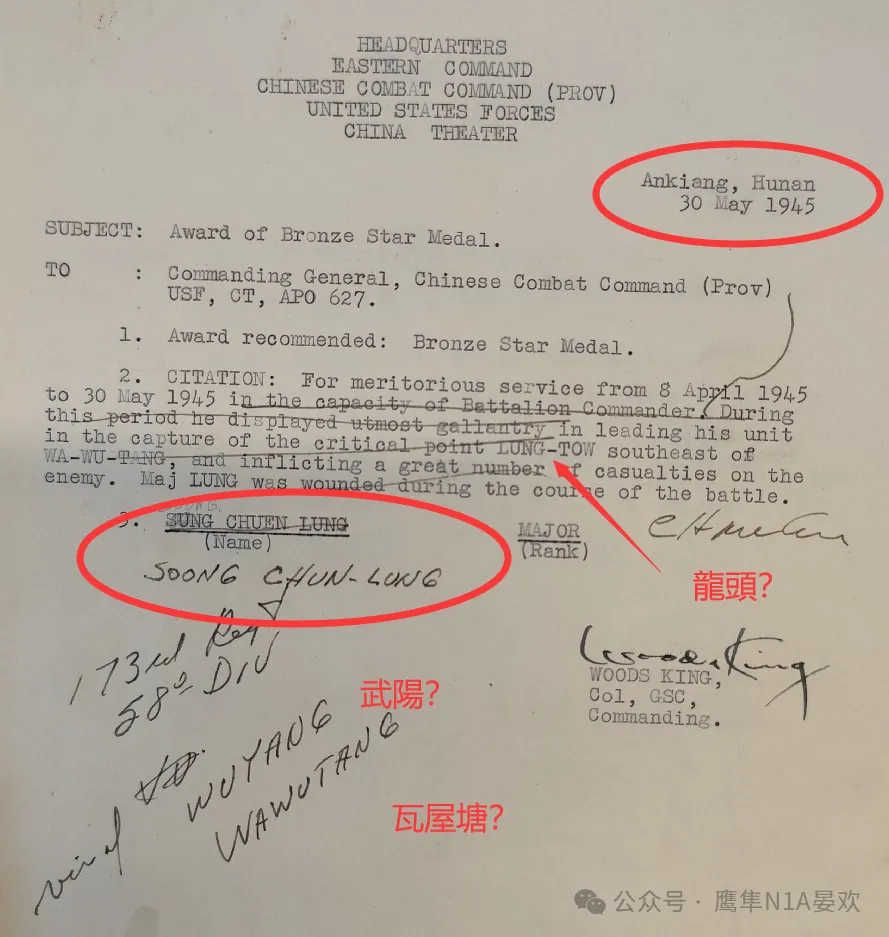 HEADQUARTERS
EASTERN COMMAND
CHINESE COMBAT COMMAND (PROV)
UNITED STATES FORCES
CHINA THEATER
Ankiang, Hunan
30 May 1945
SUBJECT: Award of Bronze Star Medal.
TO : Commanding General, Chinese Combat Command (Prov)
USF, CT, APO 627.
1. Award recommended: Bronze Star Medal.
2. CITATION: For meritorious service from 8 April 1945
to 30 May 1945 in the capacity of Battalion Commander. During
this period he displayed utmost gallantry in leading his unit
in the capture of the critical point LUNG-TOW southeast of
WA-WU-TANG, and inflicting a great number of casualties on the
enemy. Maj LUNG was wounded during the course of the battle.
SOONG
3. SUNG CHUEN LUNG MAJOR
(Name) (Rank)
SOONG CHUN-LUNG
龍頭?
173rd Reg
58th DIV
WOODS KING,
Col, GSC,
Commanding.
武陽?
WUYANG
WAWUTANG
瓦屋塘?
公众号 · 鹰隼N1A晏欢